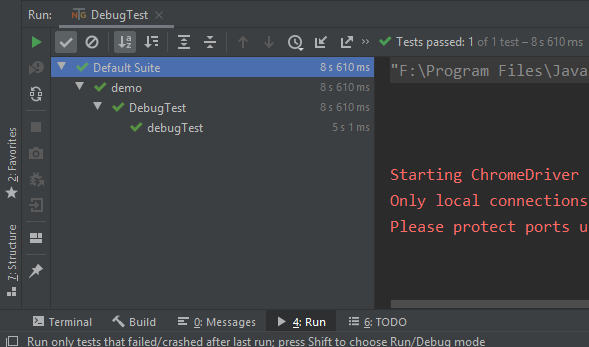 Run: NG DebugTest
Tests passed: 1 of 1 test – 8 s 610 ms
Default Suite 8 s 610 ms
demo 8 s 610 ms
DebugTest 8 s 610 ms
debugTest 5 s 1 ms
"F:\Program Files\Java
Starting ChromeDriver
Only local connections
Please protect ports u
2: Favorites
7: Structure
Terminal Build 0: Messages 4: Run 6: TODO
Run only tests that failed/crashed after last run; press Shift to choose Run/Debug mode